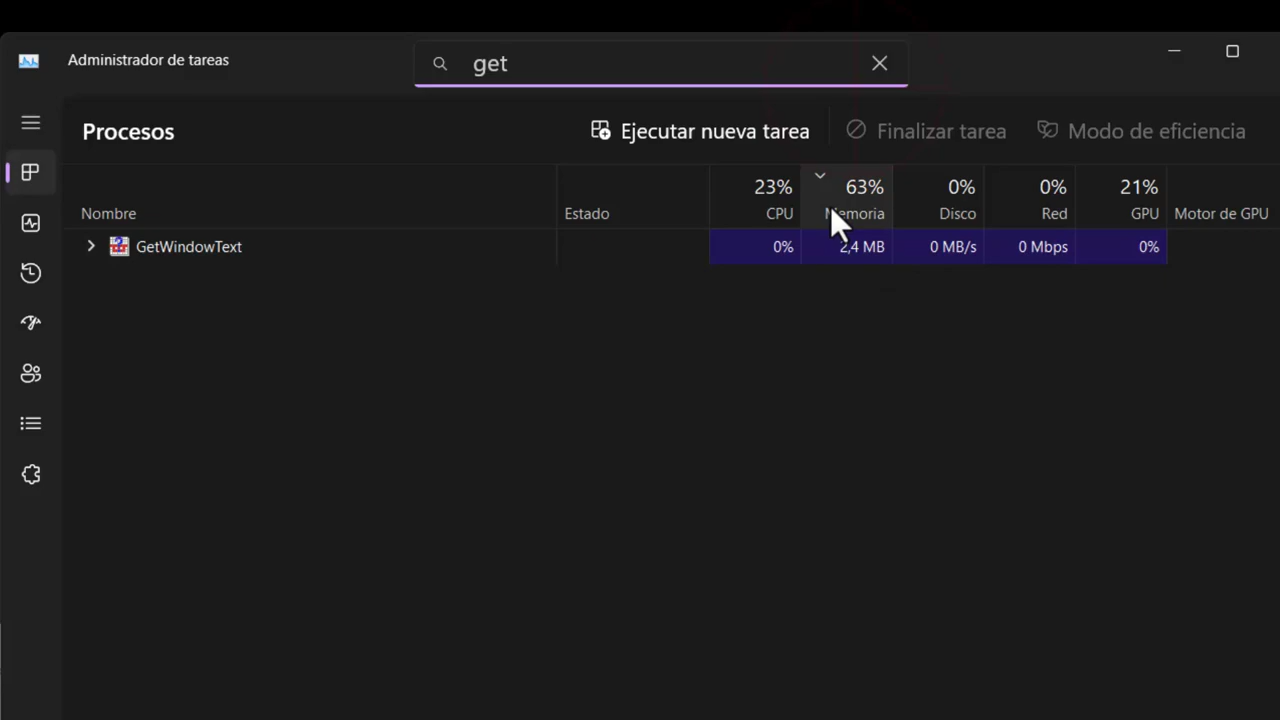 Administrador de tareas
get
Procesos
Ejecutar nueva tarea
Finalizar tarea
Modo de eficiencia
23% 63% 0% 0% 21%
Nombre Estado CPU Memoria Disco Red GPU Motor de GPU
GetWindowText 0% 2,4 MB 0 MB/s 0 Mbps 0%